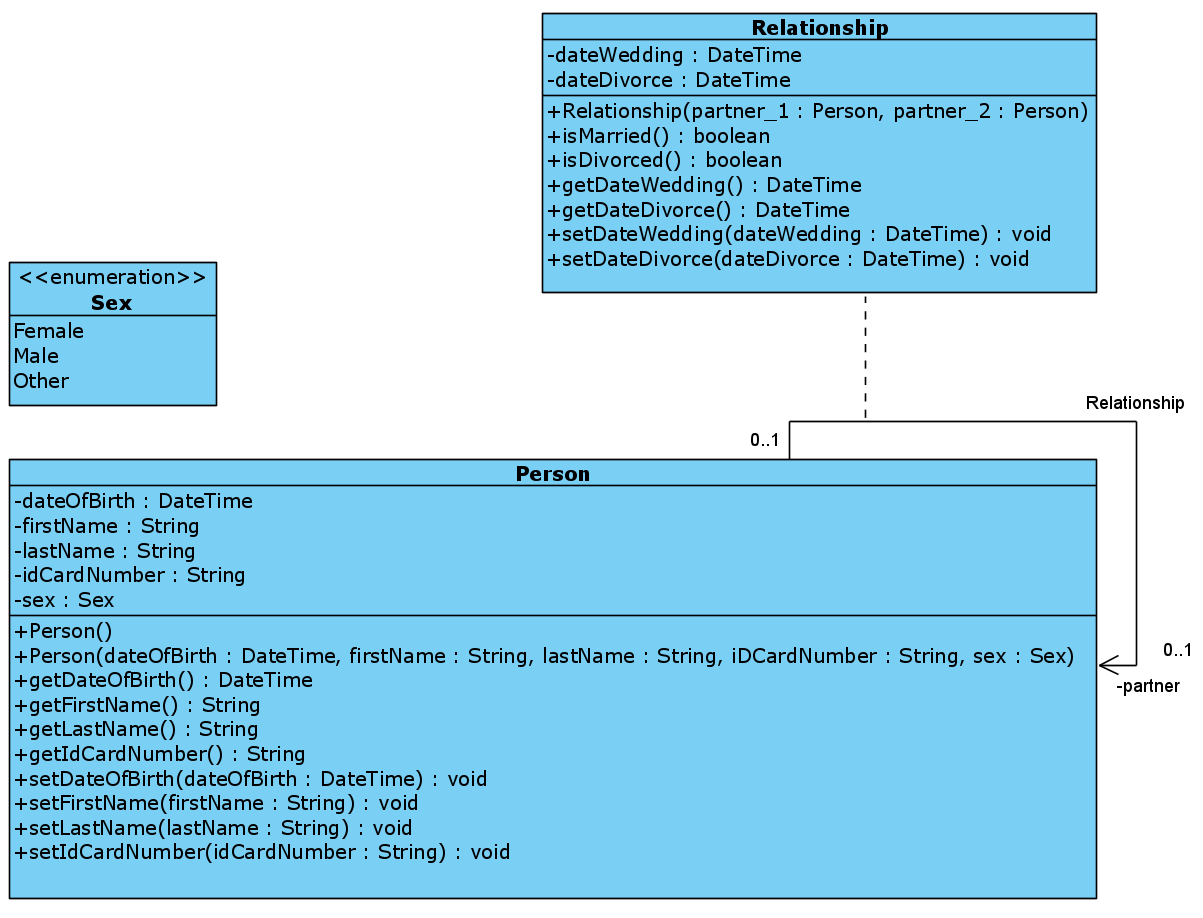 Relationship
-dateWedding : DateTime
-dateDivorce : DateTime
+Relationship(partner_1 : Person, partner_2 : Person)
+isMarried() : boolean
+isDivorced() : boolean
+getDateWedding() : DateTime
+getDateDivorce() : DateTime
+setDateWedding(dateWedding : DateTime) : void
+setDateDivorce(dateDivorce : DateTime) : void
<<enumeration>>
Sex
Female
Male
Other
Relationship
0..1
Person
-dateOfBirth : DateTime
-firstName : String
-lastName : String
-idCardNumber : String
-sex : Sex
+Person()
+Person(dateOfBirth : DateTime, firstName : String, lastName : String, iDCardNumber : String, sex : Sex)
+getDateOfBirth() : DateTime
+getFirstName() : String
+getLastName() : String
+getIdCardNumber() : String
+setDateOfBirth(dateOfBirth : DateTime) : void
+setFirstName(firstName : String) : void
+setLastName(lastName : String) : void
+setIdCardNumber(idCardNumber : String) : void
0..1
-partner